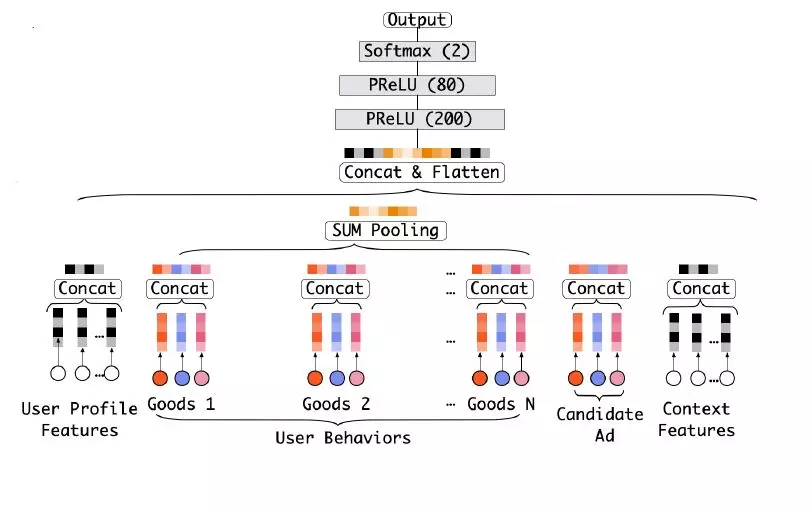 Output
Softmax (2)
PReLU (80)
PReLU (200)
Concat & Flatten
SUM Pooling
... 
Concat Concat Concat ... Concat Concat Concat
... ... ...
User Profile Features
Goods 1 Goods 2 ... Goods N
Candidate Ad
Context Features
User Behaviors